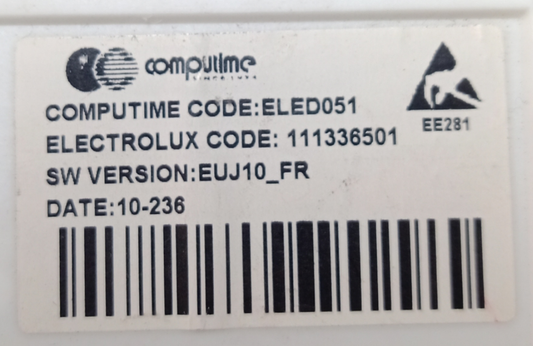 computime
COMPUTIME CODE:ELED051
EE281
ELECTROLUX CODE: 111336501
SW VERSION:EUJ10_FR
DATE:10-236